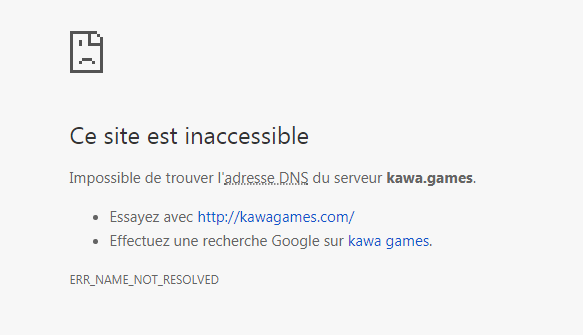 Ce site est inaccessible
Impossible de trouver l'adresse DNS du serveur kawa.games.
• Essayez avec http://kawagames.com/
• Effectuez une recherche Google sur kawa games.
ERR_NAME_NOT_RESOLVED